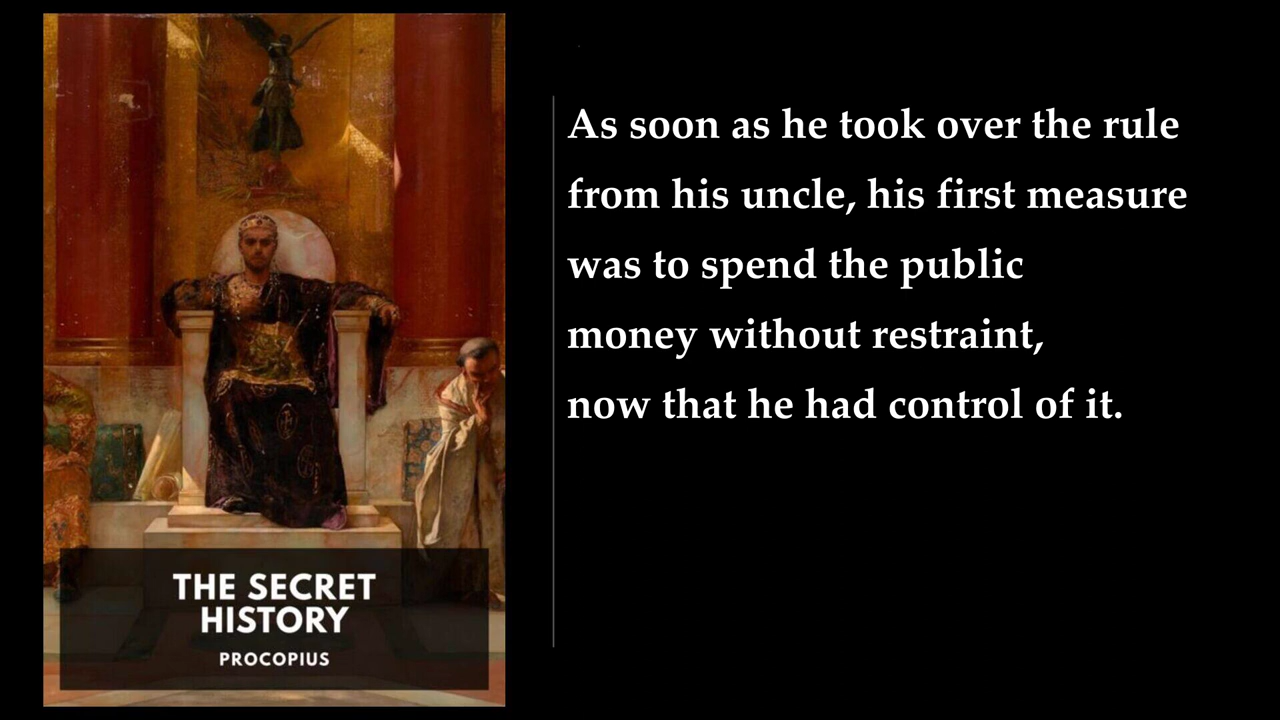 THE SECRET
HISTORY
PROCOPIUS
As soon as he took over the rule
from his uncle, his first measure
was to spend the public
money without restraint,
now that he had control of it.